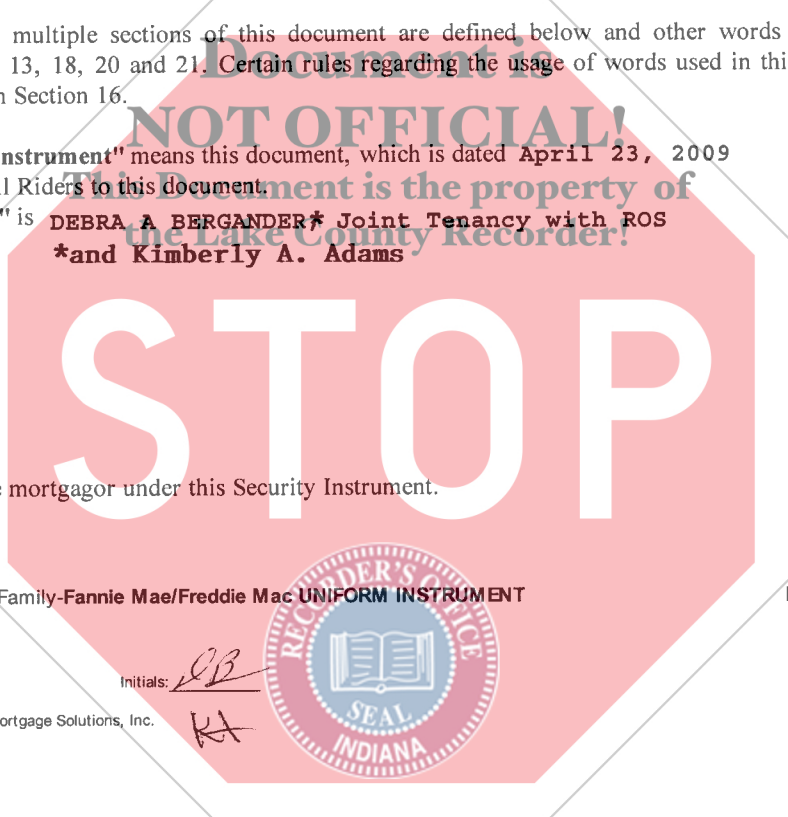 multiple sections of this document are defined below and other words
Document is
13, 18, 20 and 21. Certain rules regarding the usage of words used in thi
n Section 16.
NOT OFFICIAL!
nstrument" means this document, which is dated April 23, 2009
l Riders to this document.
This Document is the property of
" is DEBRA A BERGANDER* Joint Tenancy with ROS
the Lake County Recorder!
*and Kimberly A. Adams
STOP
e mortgagor under this Security Instrument.
Family-Fannie Mae/Freddie Mac UNIFORM INSTRUMENT
RECORDER'S OFFICE
Initials: DB
SEAL
ortgage Solutions, Inc.
KA
INDIANA